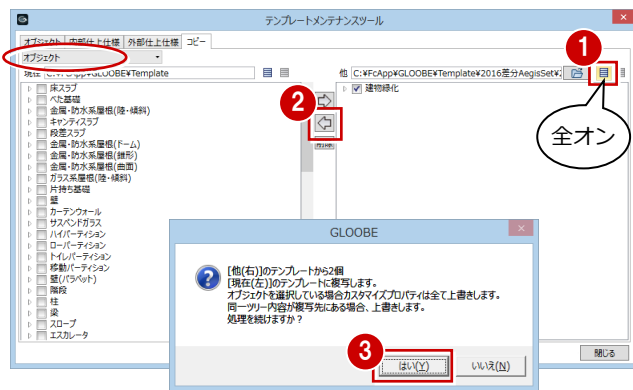 テンプレートメンテナンスツール
オブジェクト 内部仕上仕様 外部仕上仕様 コピー
オブジェクト
現在 C:¥FcApp¥GLOOBE¥Template
他 C:¥FcApp¥GLOOBE¥Template¥2016差分AegisSet¥
床スラブ
べた基礎
金属・防水系屋根(陸・傾斜)
キャンティスラブ
段差スラブ
金属・防水系屋根(ドーム)
金属・防水系屋根(錐形)
金属・防水系屋根(曲面)
ガラス系屋根(陸・傾斜)
片持ち基礎
壁
カーテンウォール
サスペンドガラス
ハイパーティション
ローパーティション
トイレパーティション
移動パーティション
壁(パラペット)
階段
柱
梁
スロープ
エスカレータ
削除
建物緑化
1
2
全オン
GLOOBE
[他(右)]のテンプレートから2個
[現在(左)]のテンプレートに複写します。
オブジェクトを選択している場合カスタマイズプロパティは全て上書きします。
同一ツリー内容が複写先にある場合、上書きします。
処理を続けますか？
3
はい(Y)
いいえ(N)
閉じる